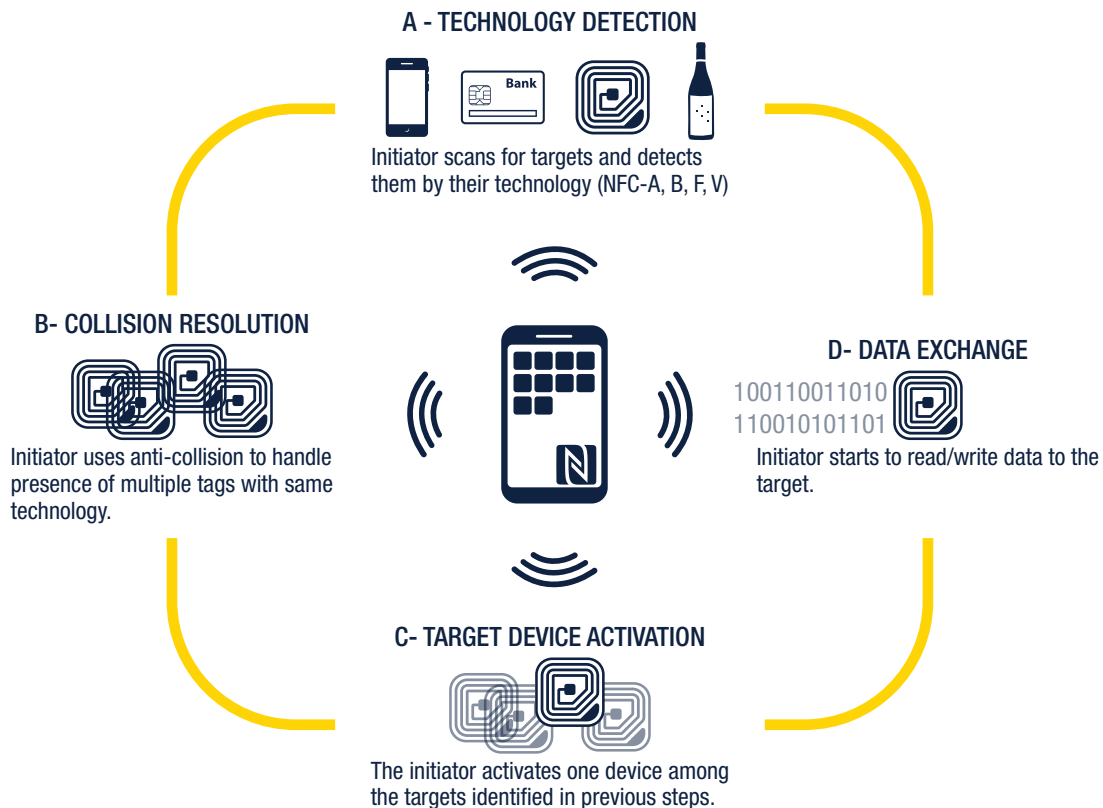 A - TECHNOLOGY DETECTION
Bank
Initiator scans for targets and detects
them by their technology (NFC-A, B, F, V)
B- COLLISION RESOLUTION
Initiator uses anti-collision to handle
presence of multiple tags with same
technology.
D- DATA EXCHANGE
100110011010
110010101101
Initiator starts to read/write data to the
target.
C- TARGET DEVICE ACTIVATION
The initiator activates one device among
the targets identified in previous steps.